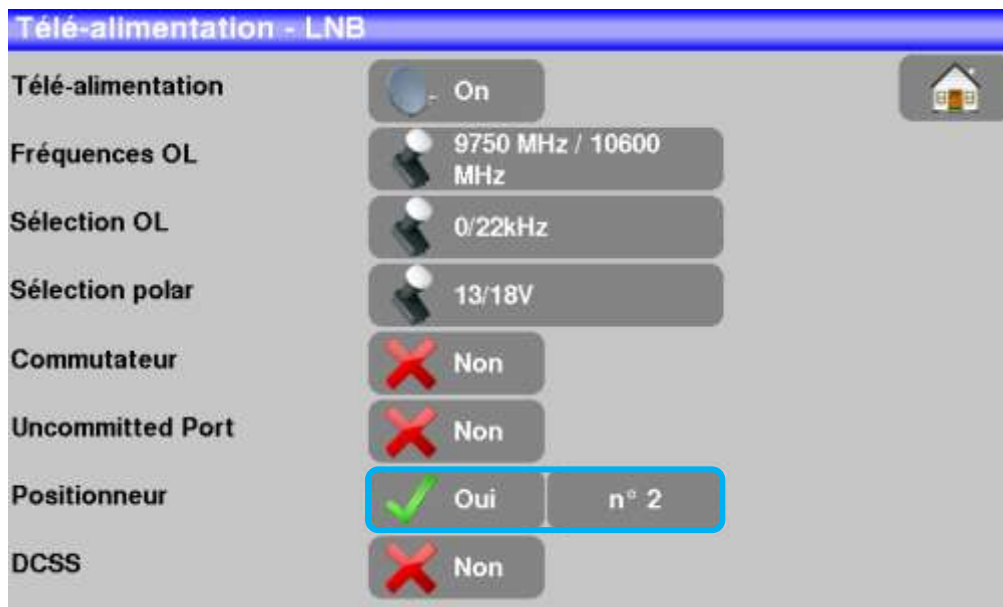 Télé-alimentation - LNB
Télé-alimentation On
Fréquences OL 9750 MHz / 10600
MHz
Sélection OL 0/22kHz
Sélection polar 13/18V
Commutateur Non
Uncommitted Port Non
Positionneur Oui n° 2
DCSS Non